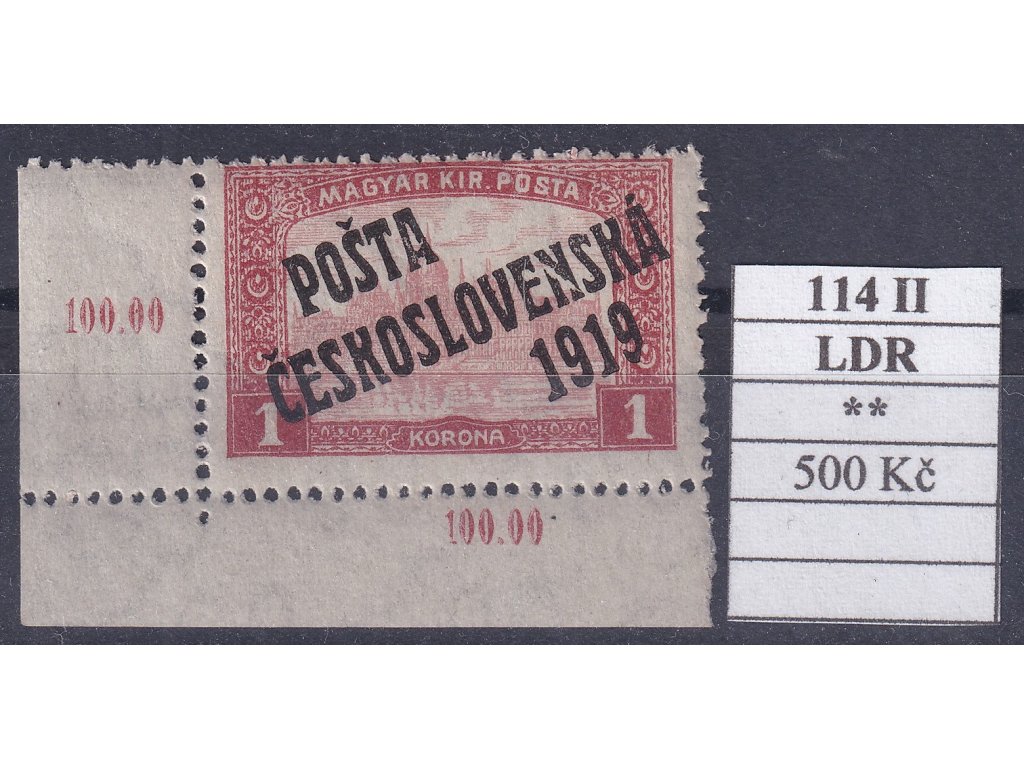 MAGYAR KIR. POSTA
POŠTA
ČESKOSLOVENSKÁ
1919
1 KORONA 1
100.00
100.00
114 II
LDR
**
500 Kč